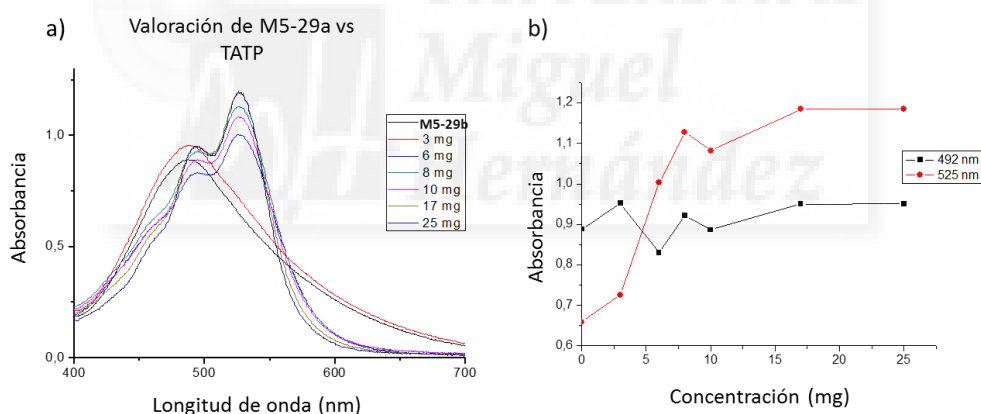 a)
Valoración de M5-29a vs
TATP
Absorbancia
1,0
0,5
0,0
400
500
600
700
Longitud de onda (nm)
M5-29b
3 mg
6 mg
8 mg
10 mg
17 mg
25 mg
b)
Miguel
Hernández
Absorbancia
1,2
1,1
1,0
0,9
0,8
0,7
0,6
0
5
10
15
20
25
Concentración (mg)
492 nm
525 nm